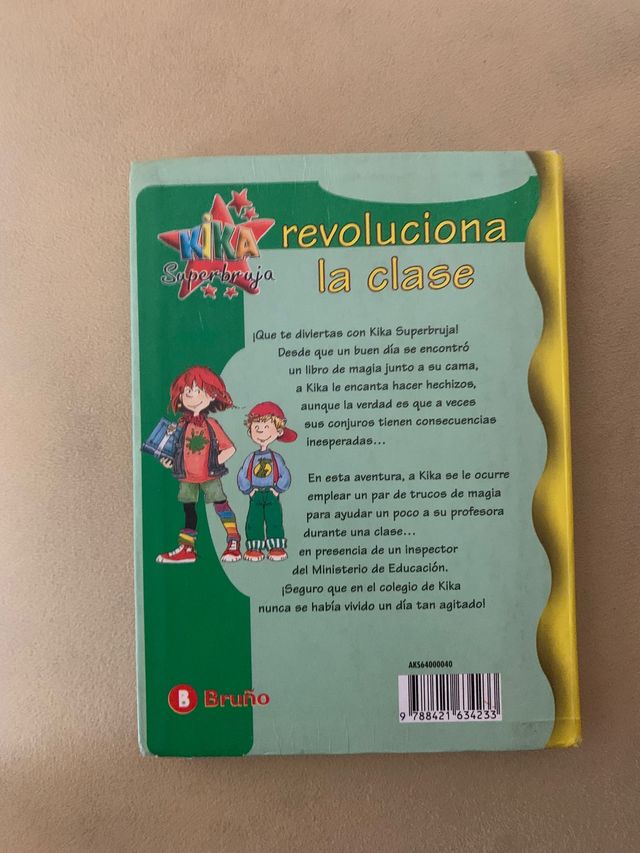 KIKA
Superbruja
revoluciona
la clase
¡Que te diviertas con Kika Superbruja!
Desde que un buen día se encontró
un libro de magia junto a su cama,
a Kika le encanta hacer hechizos,
aunque la verdad es que a veces
sus conjuros tienen consecuencias
inesperadas...
En esta aventura, a Kika se le ocurre
emplear un par de trucos de magia
para ayudar un poco a su profesora
durante una clase...
en presencia de un inspector
del Ministerio de Educación.
¡Seguro que en el colegio de Kika
nunca se había vivido un día tan agitado!
AKS64000040
9 788421 634233
B Bruño